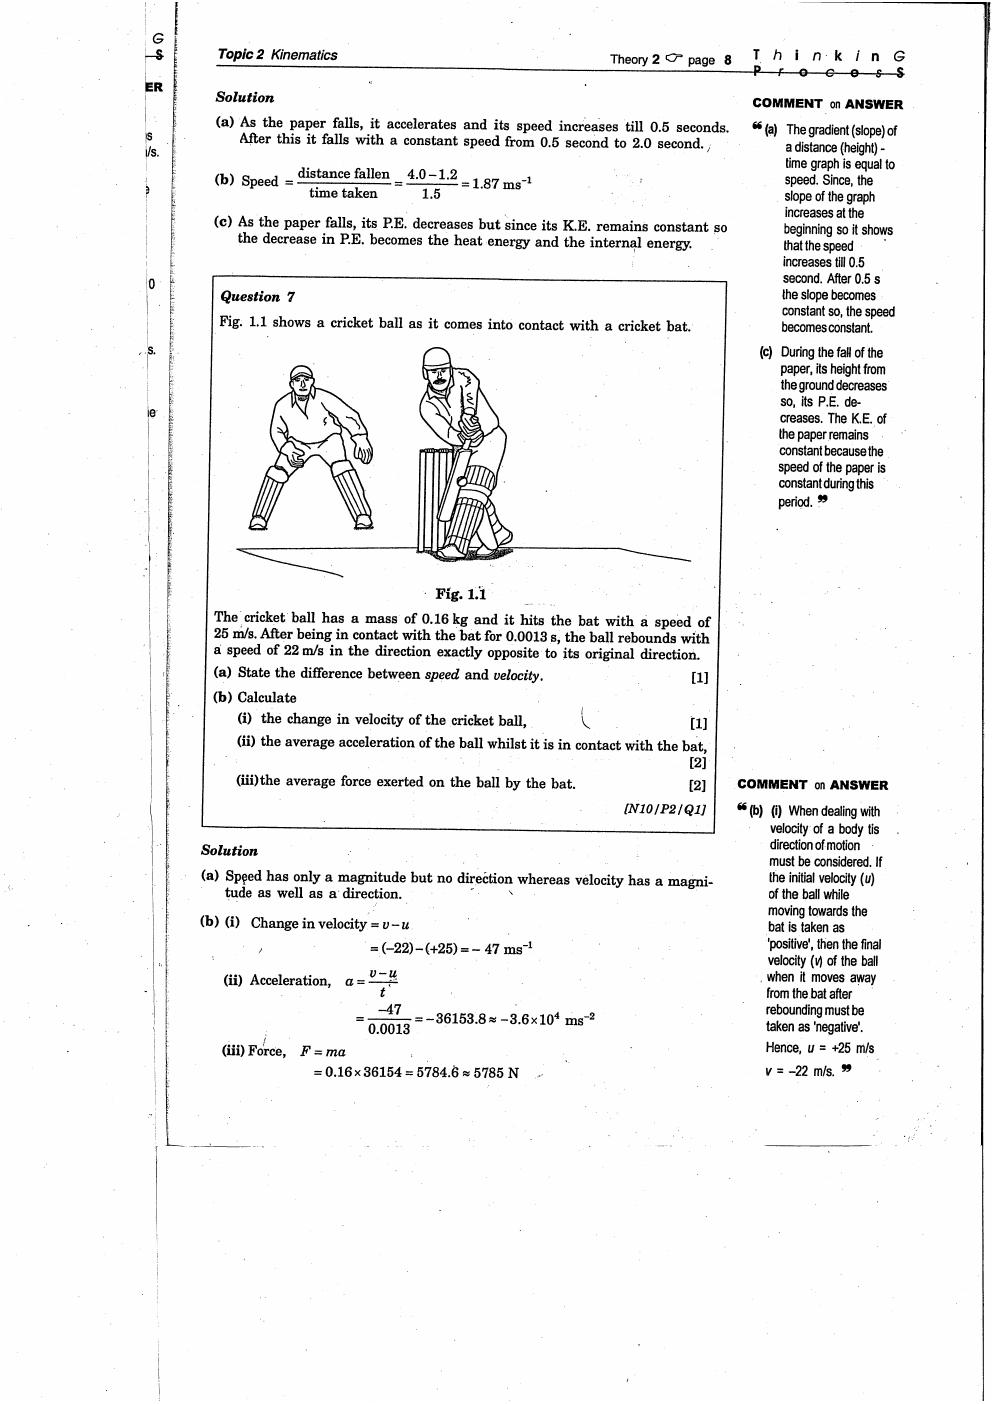 G
S
ER
s
/s.
0
s.
e
Topic 2 Kinematics
Theory 2 ☞ page 8
T h i n k i n G
P r o c e s S
Solution
(a) As the paper falls, it accelerates and its speed increases till 0.5 seconds.
After this it falls with a constant speed from 0.5 second to 2.0 second.
(b) Speed = distance fallen / time taken = 4.0 – 1.2 / 1.5 = 1.87 ms⁻¹
(c) As the paper falls, its P.E. decreases but since its K.E. remains constant so
the decrease in P.E. becomes the heat energy and the internal energy.
COMMENT on ANSWER
❝ (a) The gradient (slope) of
a distance (height) -
time graph is equal to
speed. Since, the
slope of the graph
increases at the
beginning so it shows
that the speed
increases till 0.5
second. After 0.5 s
the slope becomes
constant so, the speed
becomes constant.
(c) During the fall of the
paper, its height from
the ground decreases
so, its P.E. de-
creases. The K.E. of
the paper remains
constant because the
speed of the paper is
constant during this
period. ❞
Question 7
Fig. 1.1 shows a cricket ball as it comes into contact with a cricket bat.
Fig. 1.1
The cricket ball has a mass of 0.16 kg and it hits the bat with a speed of
25 m/s. After being in contact with the bat for 0.0013 s, the ball rebounds with
a speed of 22 m/s in the direction exactly opposite to its original direction.
(a) State the difference between speed and velocity. [1]
(b) Calculate
(i) the change in velocity of the cricket ball, [1]
(ii) the average acceleration of the ball whilst it is in contact with the bat,
[2]
(iii) the average force exerted on the ball by the bat. [2]
[N10/P2/Q1]
Solution
(a) Speed has only a magnitude but no direction whereas velocity has a magni-
tude as well as a direction.
(b) (i) Change in velocity = v – u
= (–22) – (+25) = – 47 ms⁻¹
(ii) Acceleration, a = v – u / t
= –47 / 0.0013 = –36153.8 ≈ –3.6×10⁴ ms⁻²
(iii) Force, F = ma
= 0.16 × 36154 = 5784.6 ≈ 5785 N
COMMENT on ANSWER
❝ (b) (i) When dealing with
velocity of a body tis
direction of motion
must be considered. If
the initial velocity (u)
of the ball while
moving towards the
bat is taken as
'positive', then the final
velocity (v) of the ball
when it moves away
from the bat after
rebounding must be
taken as 'negative'.
Hence, u = +25 m/s
v = –22 m/s. ❞